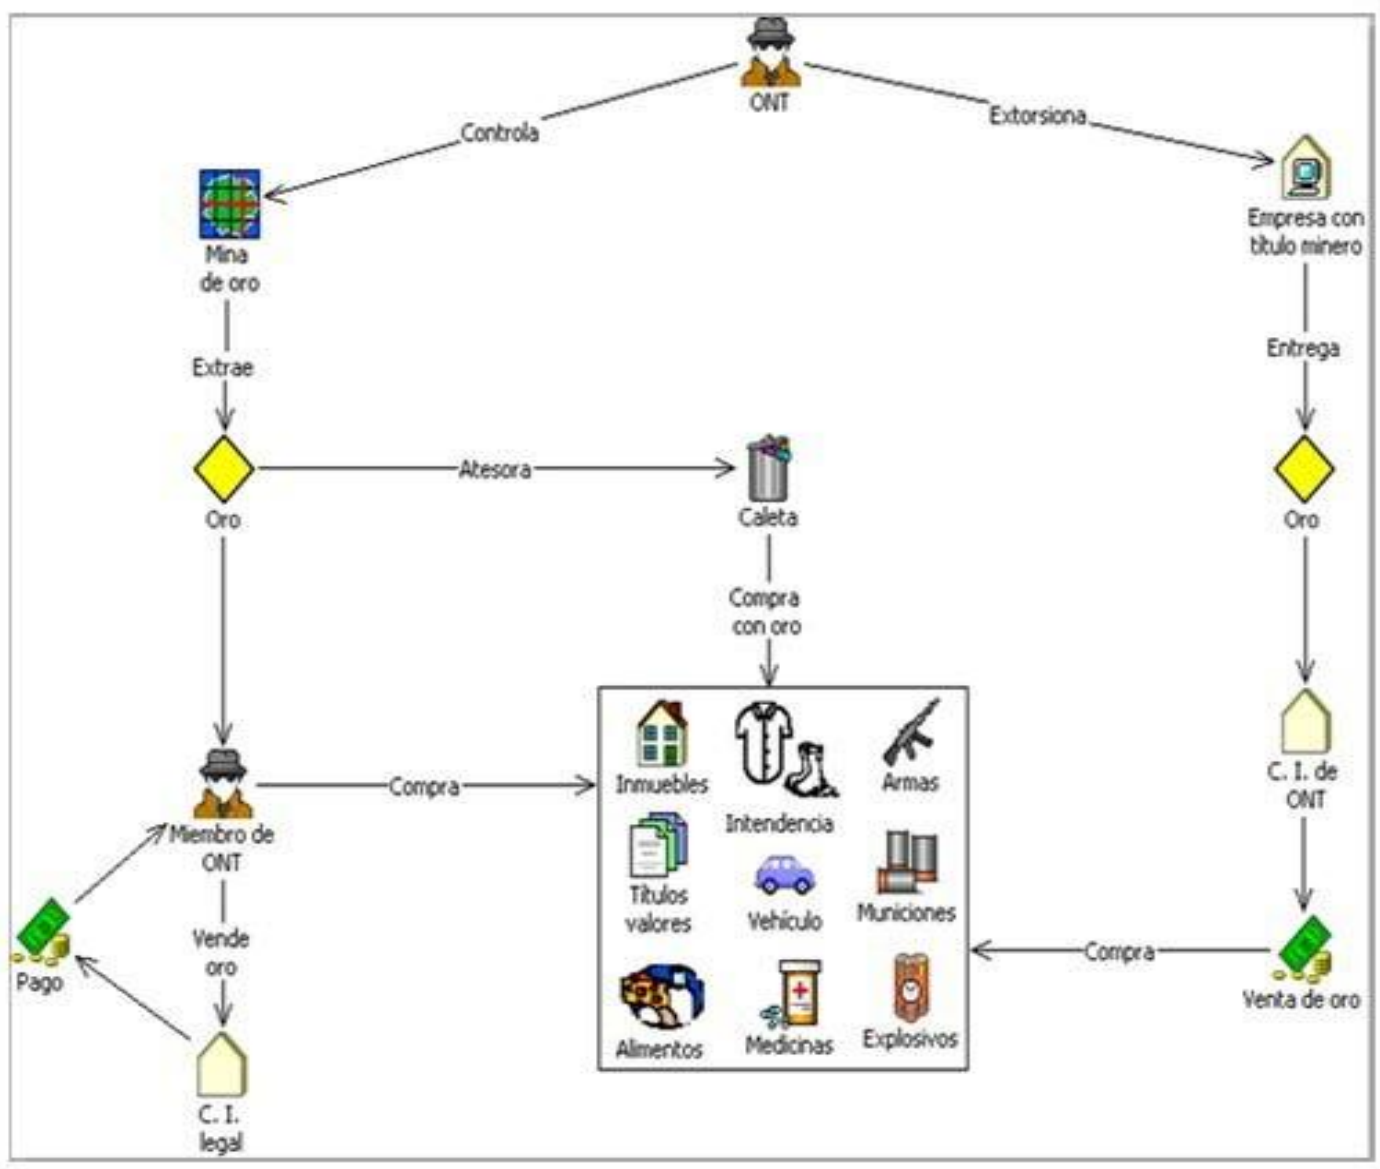 ONT
Controla
Extorsiona
Mina
de oro
Empresa con
título minero
Extrae
Entrega
Oro
Atesora
Caleta
Oro
Compra
con oro
Inmuebles
Intendencia
Armas
Títulos
valores
Vehículo
Municiones
Alimentos
Medicinas
Explosivos
Compra
Miembro de
ONT
Vende
oro
Pago
C. I.
legal
C. I. de
ONT
Compra
Venta de oro